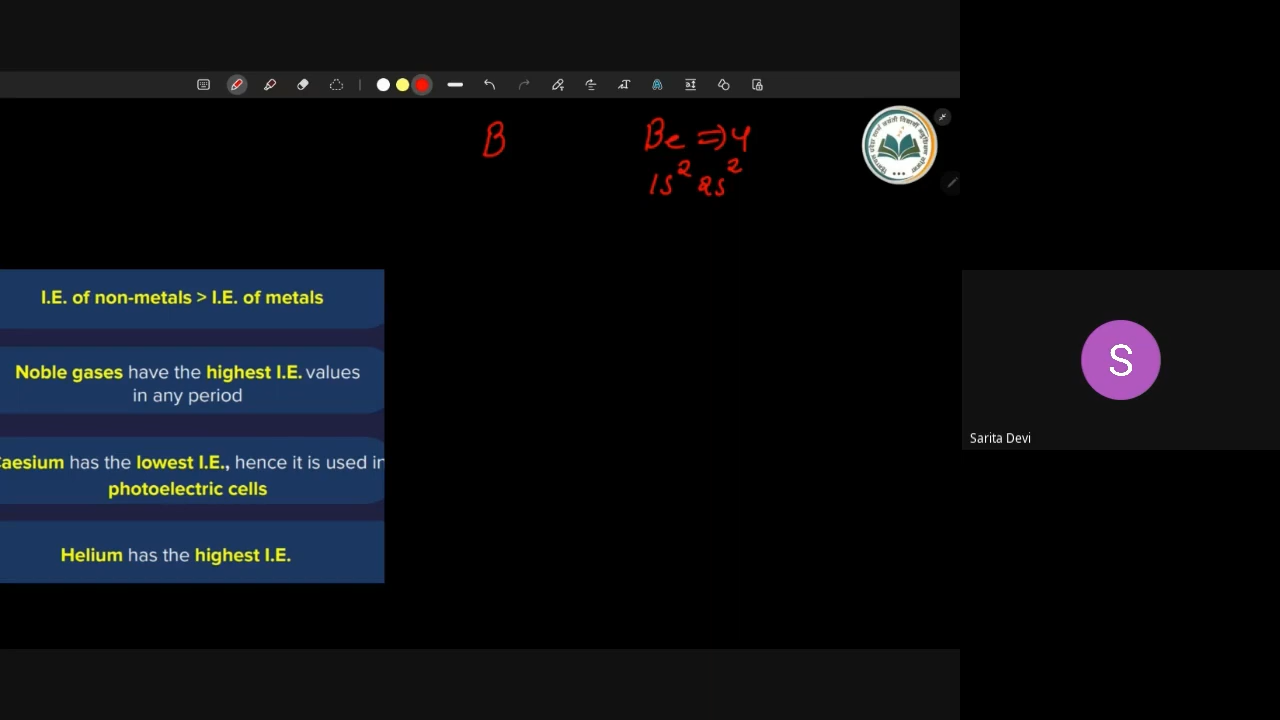 B Be ⇒ 4
1s² 2s²
I.E. of non-metals > I.E. of metals
Noble gases have the highest I.E. values
in any period
aesium has the lowest I.E., hence it is used in
photoelectric cells
Helium has the highest I.E.
S
Sarita Devi